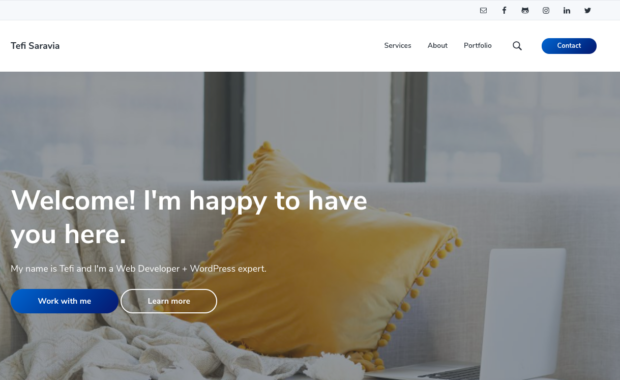 Tefi Saravia
Services About Portfolio Contact
Welcome! I'm happy to have
you here.
My name is Tefi and I'm a Web Developer + WordPress expert.
Work with me Learn more